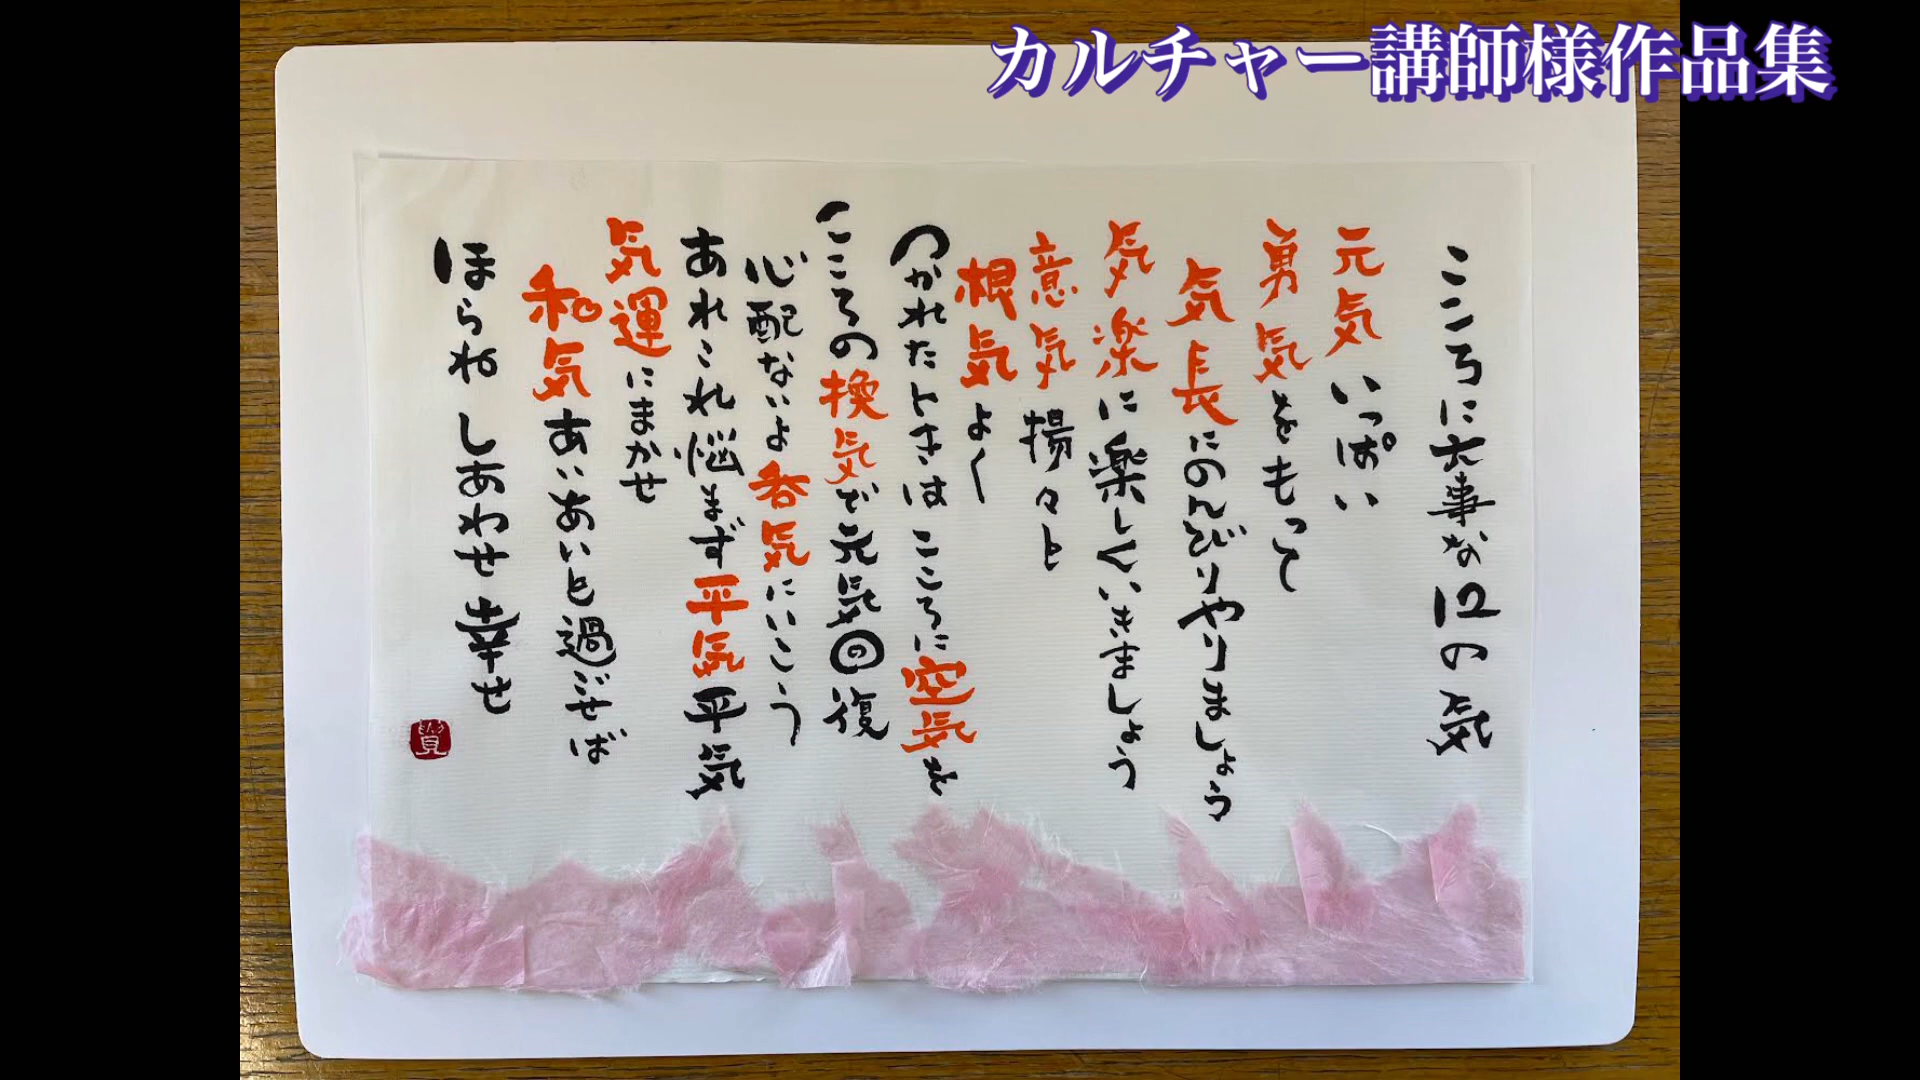 カルチャー講師様作品集
こころに大事な12の気
元気いっぱい
勇気をもって
気長にのんびりやりましょう
気楽に楽しくいきましょう
意気揚々と
根気よく
つかれたときはこころに空気を
こころの換気で元気回復
心配ないよ呑気にいこう
あれこれ悩まず平気平気
気運にまかせ
和気あいあいと過ごせば
ほらね しあわせ幸せ